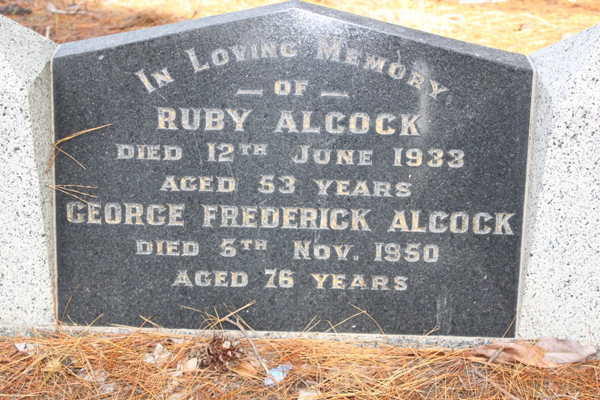 In Loving Memory
— OF —
RUBY ALCOCK
DIED 12TH JUNE 1933
AGED 53 YEARS
GEORGE FREDERICK ALCOCK
DIED 5TH NOV. 1950
AGED 76 YEARS